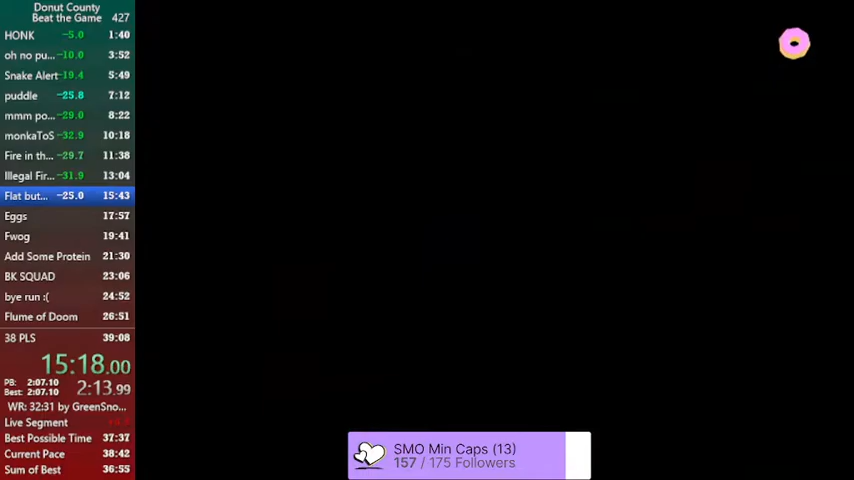 Donut County
Beat the Game 427
HONK -5.0 1:40
oh no pu... -10.0 3:52
Snake Alert -19.4 5:49
puddle -25.8 7:12
mmm po... -29.0 8:22
monkaToS -32.9 10:18
Fire in th... -29.7 11:38
Illegal Fir... -31.9 13:04
Flat but... -25.0 15:43
Eggs 17:57
Fwog 19:41
Add Some Protein 21:30
BK SQUAD 23:06
bye run :( 24:52
Flume of Doom 26:51
38 PLS 39:08
15:18.00
PB: 2:07.10
Best: 2:07.10 2:13.99
WR: 32:31 by GreenSno...
Live Segment
Best Possible Time 37:37
Current Pace 38:42
Sum of Best 36:55
SMO Min Caps (13)
157 / 175 Followers